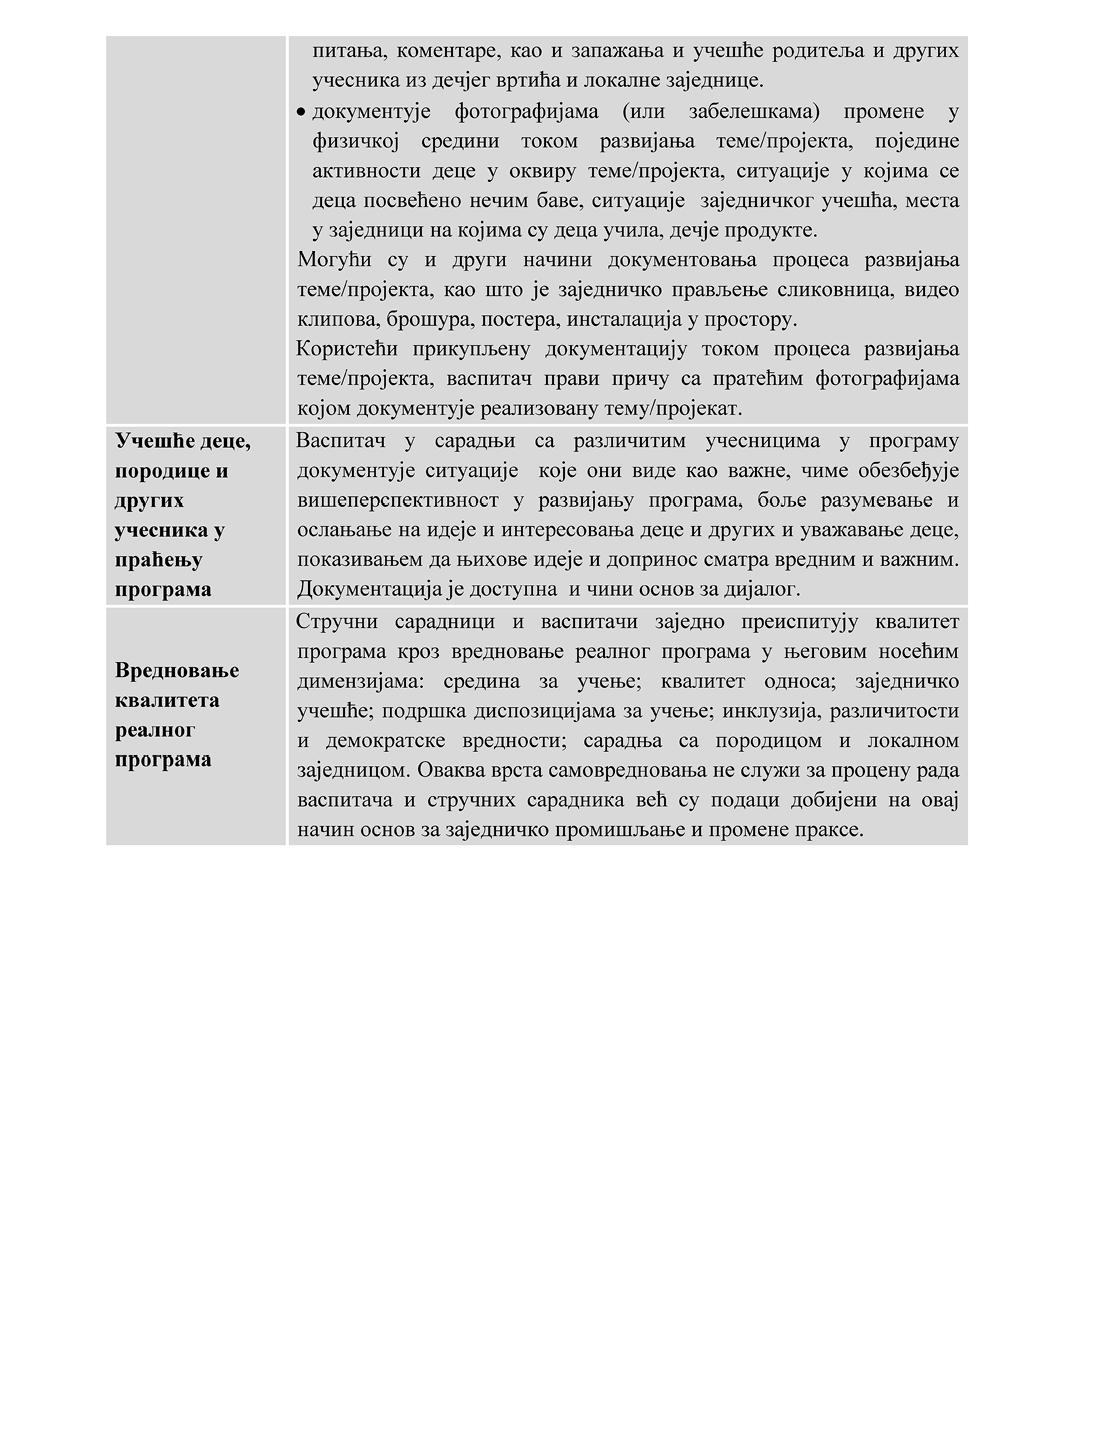 питања, коментаре, као и запажања и учешће родитеља и других
учесника из дечјег вртића и локалне заједнице.
• документује фотографијама (или забелешкама) промене у
физичкој средини током развијања теме/пројекта, поједине
активности деце у оквиру теме/пројекта, ситуације у којима се
деца посвећено нечим баве, ситуације заједничког учешћа, места
у заједници на којима су деца учила, дечје продукте.
Могући су и други начини документовања процеса развијања
теме/пројекта, као што је заједничко прављење сликовница, видео
клипова, брошура, постера, инсталација у простору.
Користећи прикупљену документацију током процеса развијања
теме/пројекта, васпитач прави причу са пратећим фотографијама
којом документује реализовану тему/пројекат.
Учешће деце,
породице и
других
учесника у
праћењу
програма
Васпитач у сарадњи са различитим учесницима у програму
документује ситуације које они виде као важне, чиме обезбеђује
вишеперспективност у развијању програма, боље разумевање и
ослањање на идеје и интересовања деце и других и уважавање деце,
показивањем да њихове идеје и допринос сматра вредним и важним.
Документација је доступна и чини основ за дијалог.
Вредновање
квалитета
реалног
програма
Стручни сарадници и васпитачи заједно преиспитују квалитет
програма кроз вредновање реалног програма у његовим носећим
димензијама: средина за учење; квалитет односа; заједничко
учешће; подршка диспозицијама за учење; инклузија, различитости
и демократске вредности; сарадња са породицом и локалном
заједницом. Оваква врста самовредновања не служи за процену рада
васпитача и стручних сарадника већ су подаци добијени на овај
начин основ за заједничко промишљање и промене праксе.